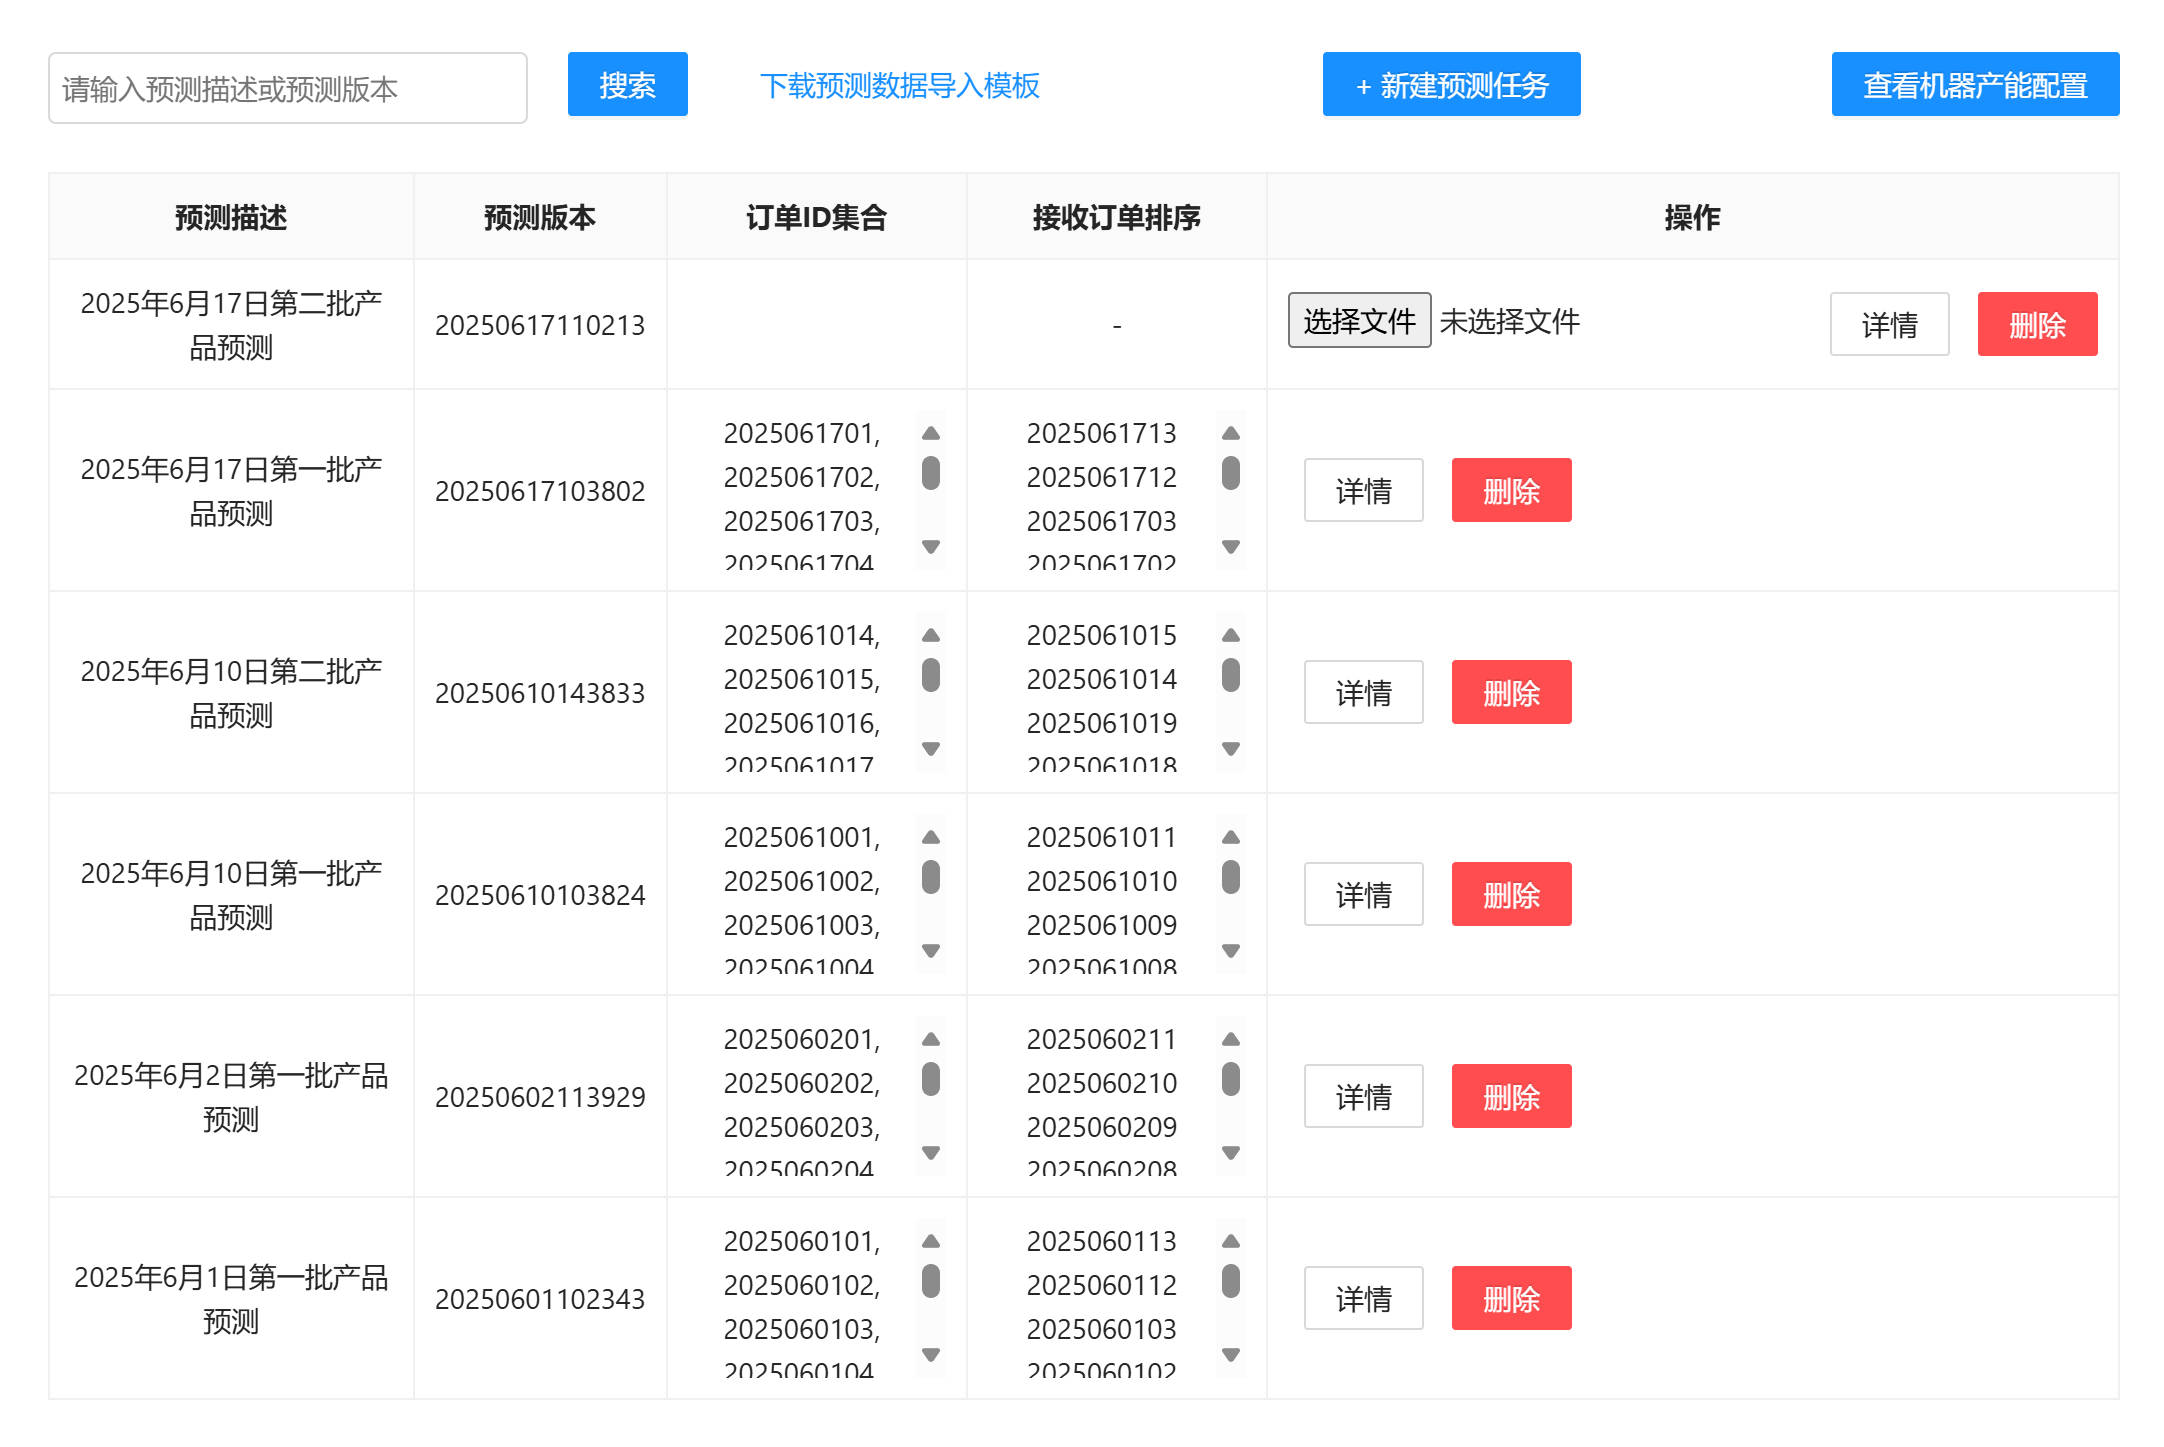 请输入预测描述或预测版本
搜索
下载预测数据导入模板
+ 新建预测任务
查看机器产能配置
预测描述
预测版本
订单ID集合
接收订单排序
操作
2025年6月17日第二批产
品预测
20250617110213
-
选择文件 未选择文件
详情
删除
2025年6月17日第一批产
品预测
20250617103802
2025061701,
2025061702,
2025061703,
2025061704
2025061713
2025061712
2025061703
2025061702
详情
删除
2025年6月10日第二批产
品预测
20250610143833
2025061014,
2025061015,
2025061016,
2025061017
2025061015
2025061014
2025061019
2025061018
详情
删除
2025年6月10日第一批产
品预测
20250610103824
2025061001,
2025061002,
2025061003,
2025061004
2025061011
2025061010
2025061009
2025061008
详情
删除
2025年6月2日第一批产品
预测
20250602113929
2025060201,
2025060202,
2025060203,
2025060204
2025060211
2025060210
2025060209
2025060208
详情
删除
2025年6月1日第一批产品
预测
20250601102343
2025060101,
2025060102,
2025060103,
2025060104
2025060113
2025060112
2025060103
2025060102
详情
删除